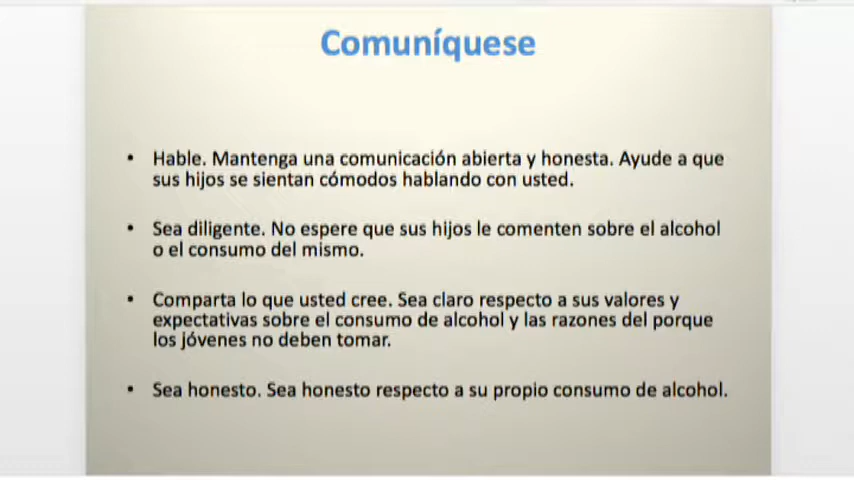 Comuníquese
• Hable. Mantenga una comunicación abierta y honesta. Ayude a que
sus hijos se sientan cómodos hablando con usted.
• Sea diligente. No espere que sus hijos le comenten sobre el alcohol
o el consumo del mismo.
• Comparta lo que usted cree. Sea claro respecto a sus valores y
expectativas sobre el consumo de alcohol y las razones del porque
los jóvenes no deben tomar.
• Sea honesto. Sea honesto respecto a su propio consumo de alcohol.